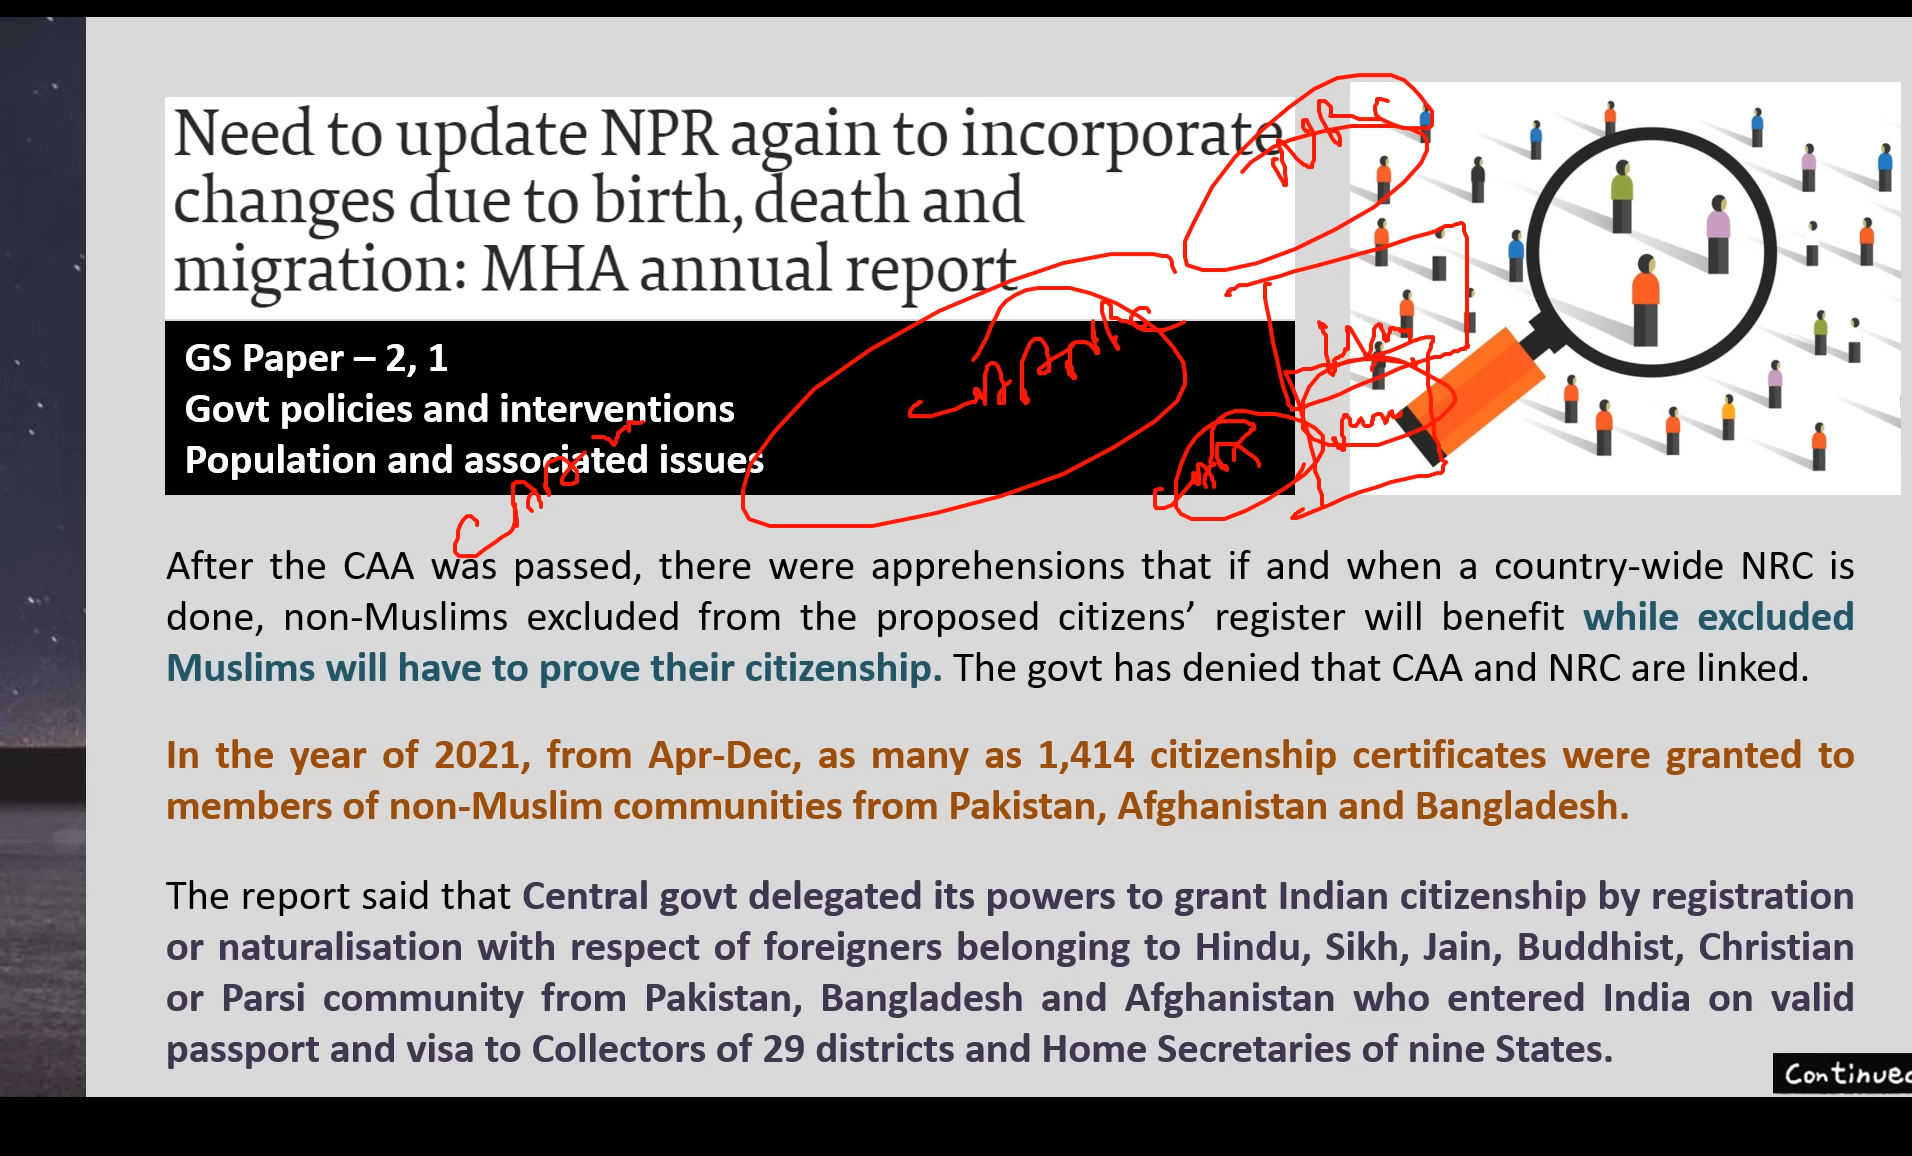 Need to update NPR again to incorporate
changes due to birth, death and
migration: MHA annual report
NRC
GS Paper – 2, 1
Govt policies and interventions
Population and associated issues
After the CAA was passed, there were apprehensions that if and when a country-wide NRC is
done, non-Muslims excluded from the proposed citizens’ register will benefit while excluded
Muslims will have to prove their citizenship. The govt has denied that CAA and NRC are linked.
In the year of 2021, from Apr-Dec, as many as 1,414 citizenship certificates were granted to
members of non-Muslim communities from Pakistan, Afghanistan and Bangladesh.
The report said that Central govt delegated its powers to grant Indian citizenship by registration
or naturalisation with respect of foreigners belonging to Hindu, Sikh, Jain, Buddhist, Christian
or Parsi community from Pakistan, Bangladesh and Afghanistan who entered India on valid
passport and visa to Collectors of 29 districts and Home Secretaries of nine States.
Continued